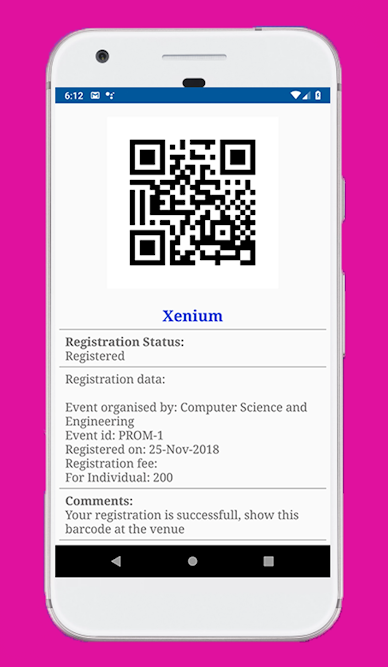 6:12
Xenium
Registration Status:
Registered
Registration data:
Event organised by: Computer Science and
Engineering
Event id: PROM-1
Registered on: 25-Nov-2018
Registration fee:
For Individual: 200
Comments:
Your registration is successfull, show this
barcode at the venue